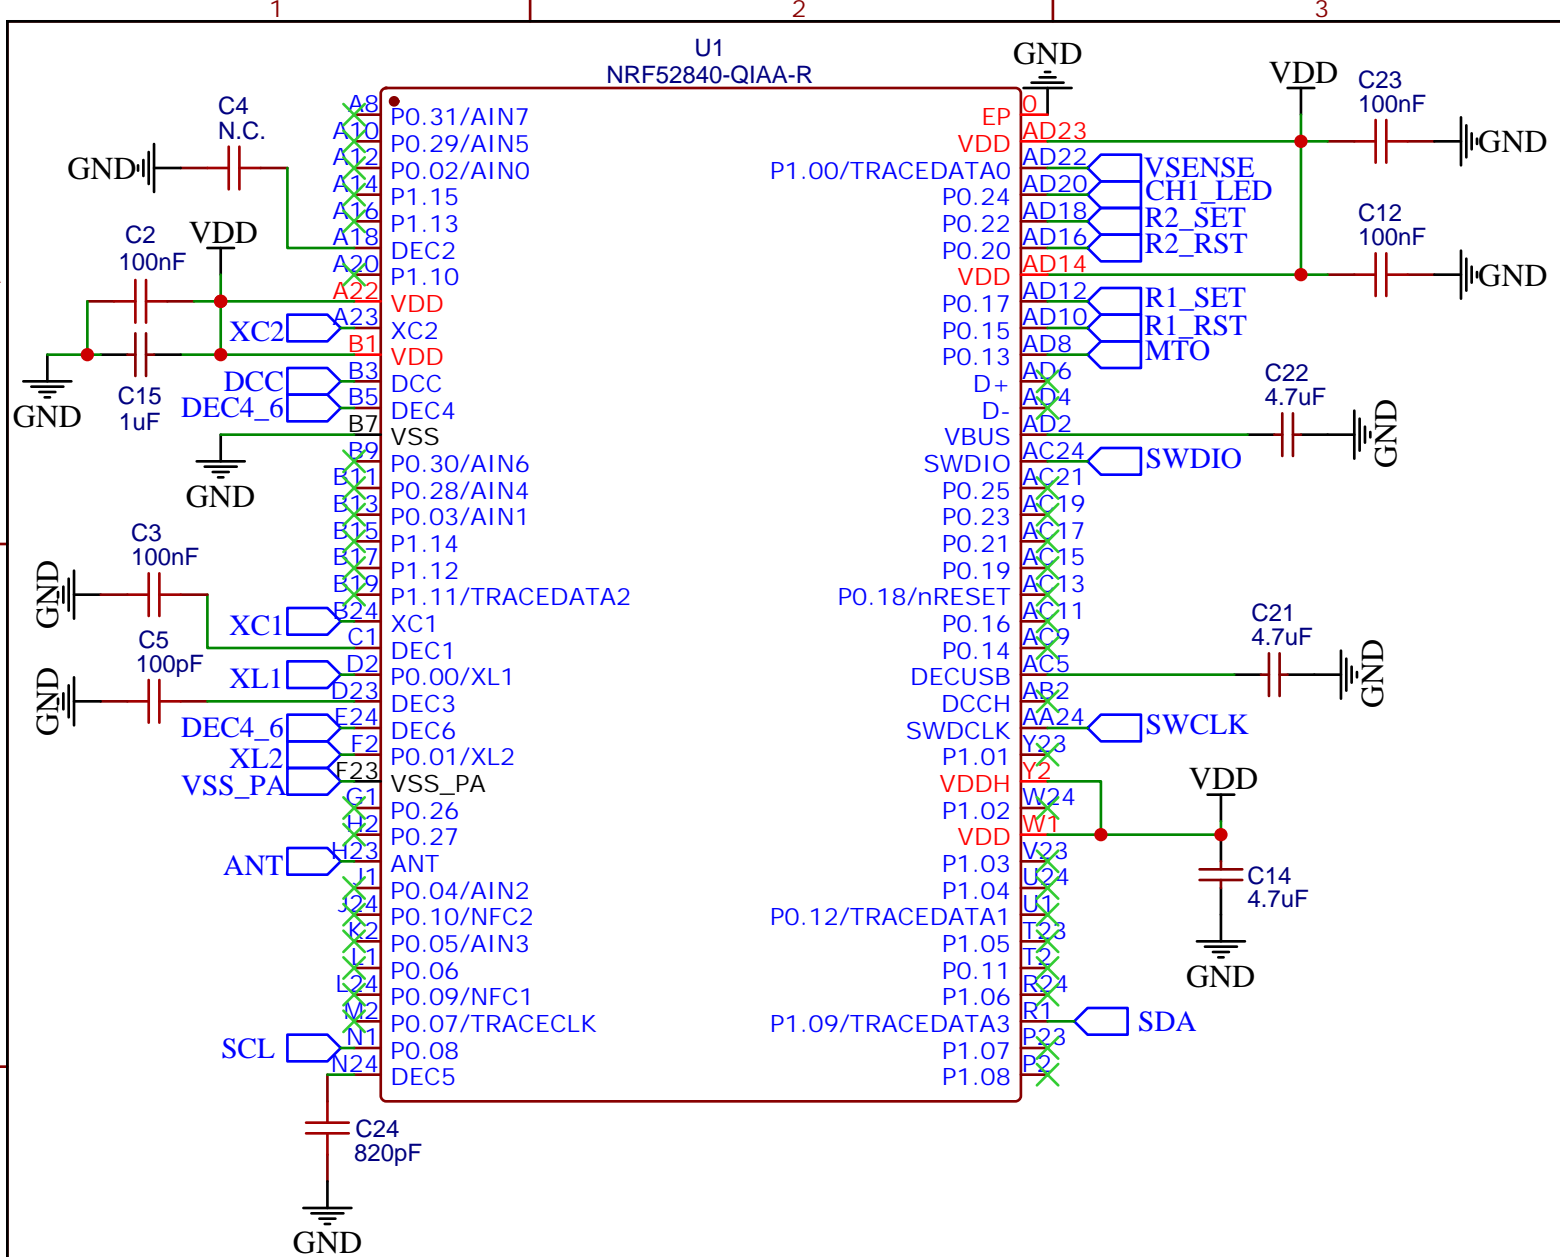 1
2
3
U1
NRF52840-QIAA-R
GND
VDD
C23
100nF
GND
C12
100nF
GND
C4
N.C.
GND
C2
100nF
VDD
C15
1uF
GND
GND
XC2
DCC
DEC4_6
C3
100nF
GND
XC1
C5
100pF
GND
XL1
DEC4_6
XL2
VSS_PA
ANT
SCL
C24
820pF
GND
A8 P0.31/AIN7
A10 P0.29/AIN5
A12 P0.02/AIN0
A14 P1.15
A16 P1.13
A18 DEC2
A20 P1.10
A22 VDD
A23 XC2
B1 VDD
B3 DCC
B5 DEC4
B7 VSS
B9 P0.30/AIN6
B11 P0.28/AIN4
B13 P0.03/AIN1
B15 P1.14
B17 P1.12
B19 P1.11/TRACEDATA2
B24 XC1
C1 DEC1
D2 P0.00/XL1
D23 DEC3
E24 DEC6
F2 P0.01/XL2
F23 VSS_PA
G1 P0.26
H2 P0.27
H23 ANT
J1 P0.04/AIN2
J24 P0.10/NFC2
K2 P0.05/AIN3
L1 P0.06
L24 P0.09/NFC1
M2 P0.07/TRACECLK
N1 P0.08
N24 DEC5
EP 0
VDD AD23
P1.00/TRACEDATA0 AD22 VSENSE
P0.24 AD20 CH1_LED
P0.22 AD18 R2_SET
P0.20 AD16 R2_RST
VDD AD14
P0.17 AD12 R1_SET
P0.15 AD10 R1_RST
P0.13 AD8 MTO
D+ AD6
D- AD4
VBUS AD2
SWDIO AC24 SWDIO
P0.25 AC21
P0.23 AC19
P0.21 AC17
P0.19 AC15
P0.18/nRESET AC13
P0.16 AC11
P0.14 AC9
DECUSB AC5
DCCH AB2
SWDCLK AA24 SWCLK
P1.01 Y23
VDDH Y2
P1.02 W24
VDD W1
P1.03 V23
P1.04 U24
P0.12/TRACEDATA1 U1
P1.05 T23
P0.11 T2
P1.06 R24
P1.09/TRACEDATA3 R1 SDA
P1.07 P23
P1.08 P2
C22
4.7uF
GND
C21
4.7uF
GND
VDD
C14
4.7uF
GND